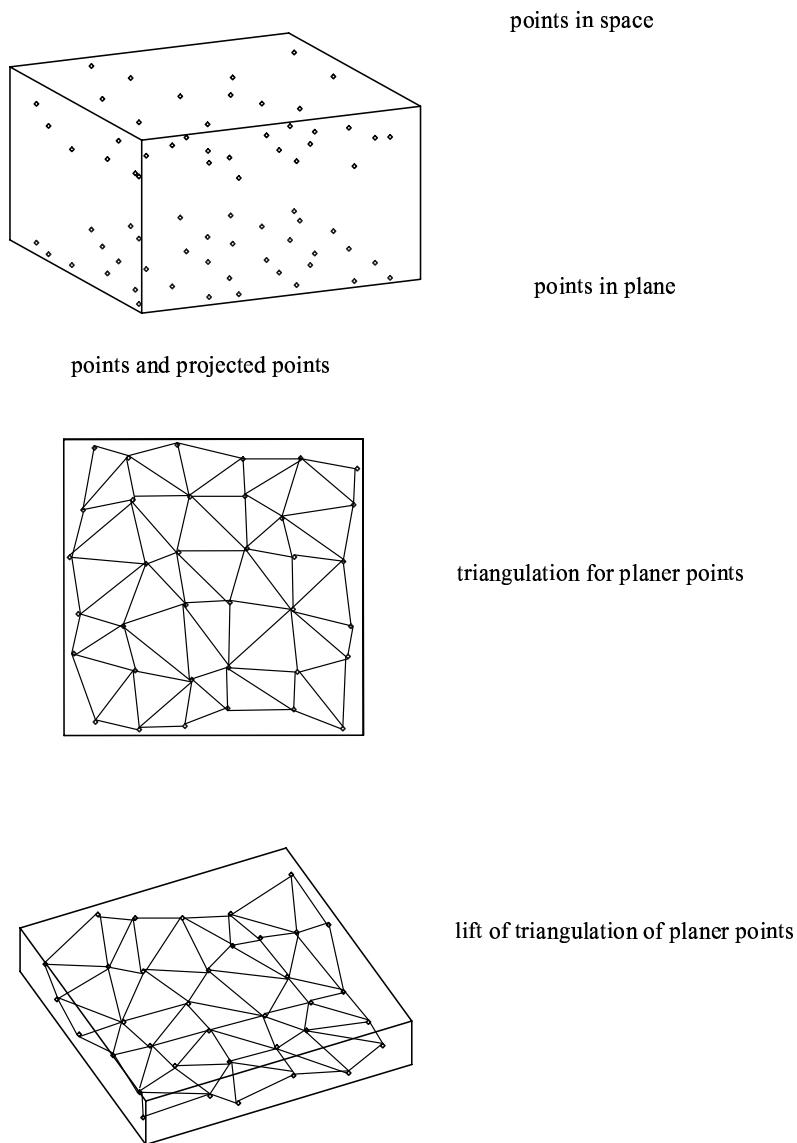 points in space
points in plane
points and projected points
triangulation for planer points
lift of triangulation of planer points